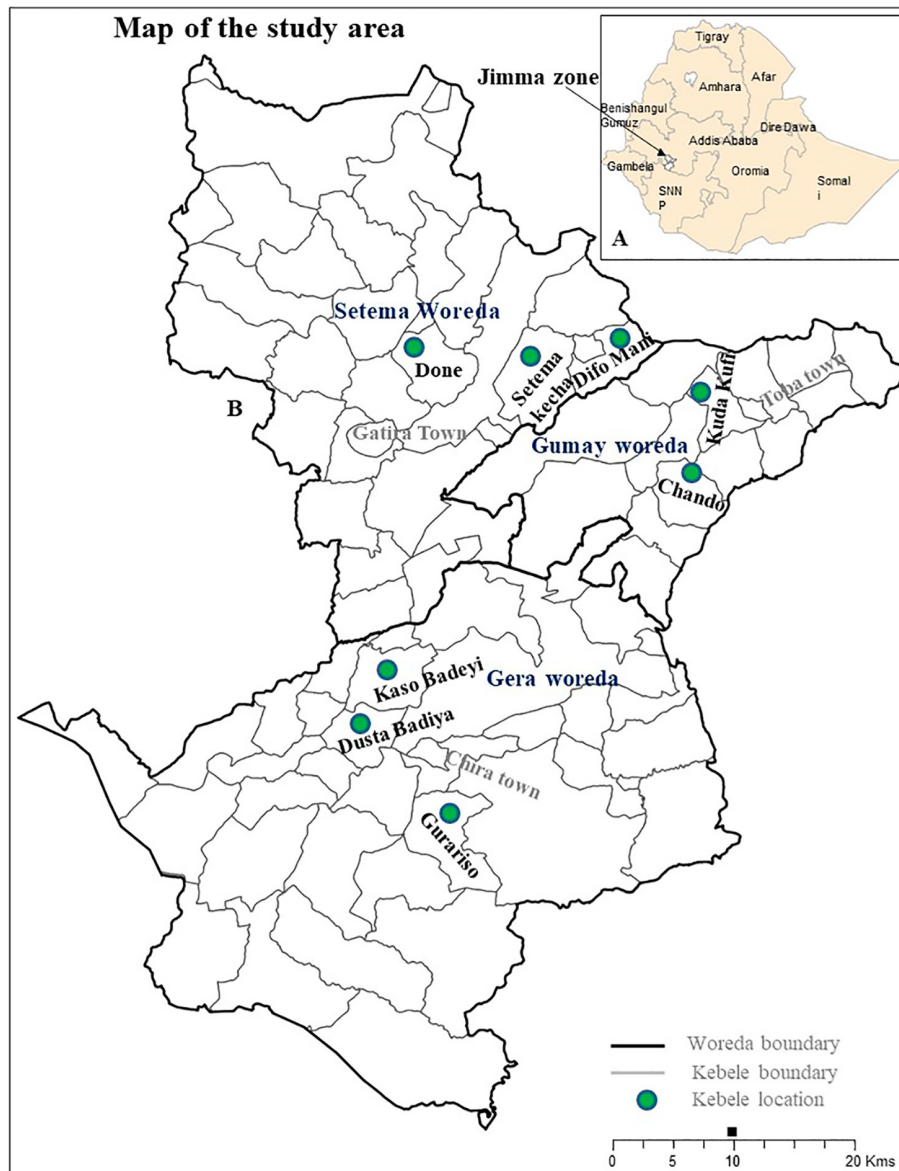 Map of the study area
Tigray
Jimma zone
Afar
Amhara
Benishangul
Gumuz
Dire Dawa
Addis Ababa
Gambela
Oromia
SNN
P
Somal
i
A
Setema Woreda
Done
Setema
kecha
Difo Mani
Kuda Kufi
Toba town
B
Gatira Town
Gumay woreda
Chando
Kaso Badeyi
Gera woreda
Dusta Badiya
Chira town
Gurariso
Woreda boundary
Kebele boundary
Kebele location
0 5 10 20 Kms